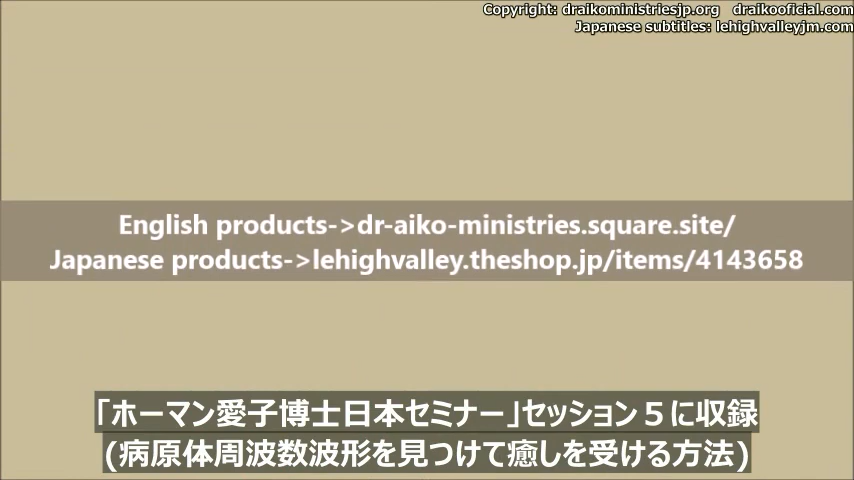 Copyright: draikoministriesjp.org draikooficial.com
Japanese subtitles: lehighvalleyjm.com
English products->dr-aiko-ministries.square.site/
Japanese products->lehighvalley.theshop.jp/items/4143658
「ホーマン愛子博士日本セミナー」セッション５に収録
(病原体周波数波形を見つけて癒しを受ける方法)